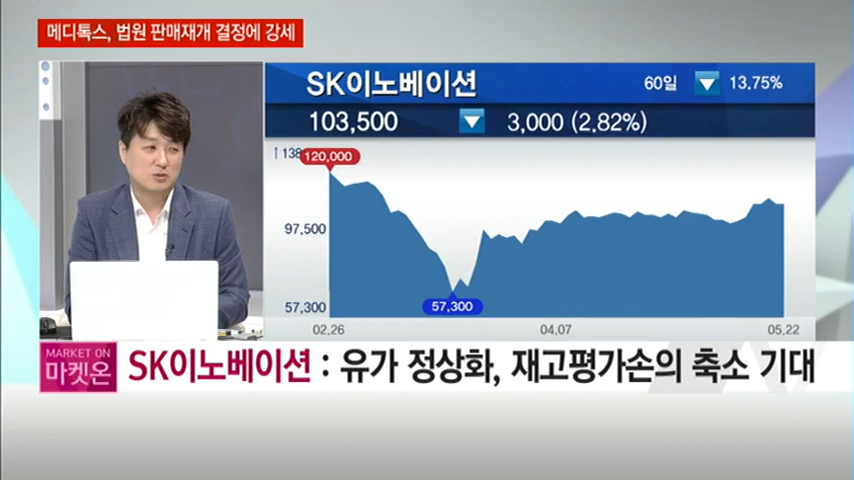 메디톡스, 법원 판매재개 결정에 강세
SK이노베이션
60일 ▼ 13.75%
103,500 ▼ 3,000 (2.82%)
120,000
97,500
57,300
57,300
02.26 04.07 05.22
MARKET ON
마켓온
SK이노베이션 : 유가 정상화, 재고평가손의 축소 기대